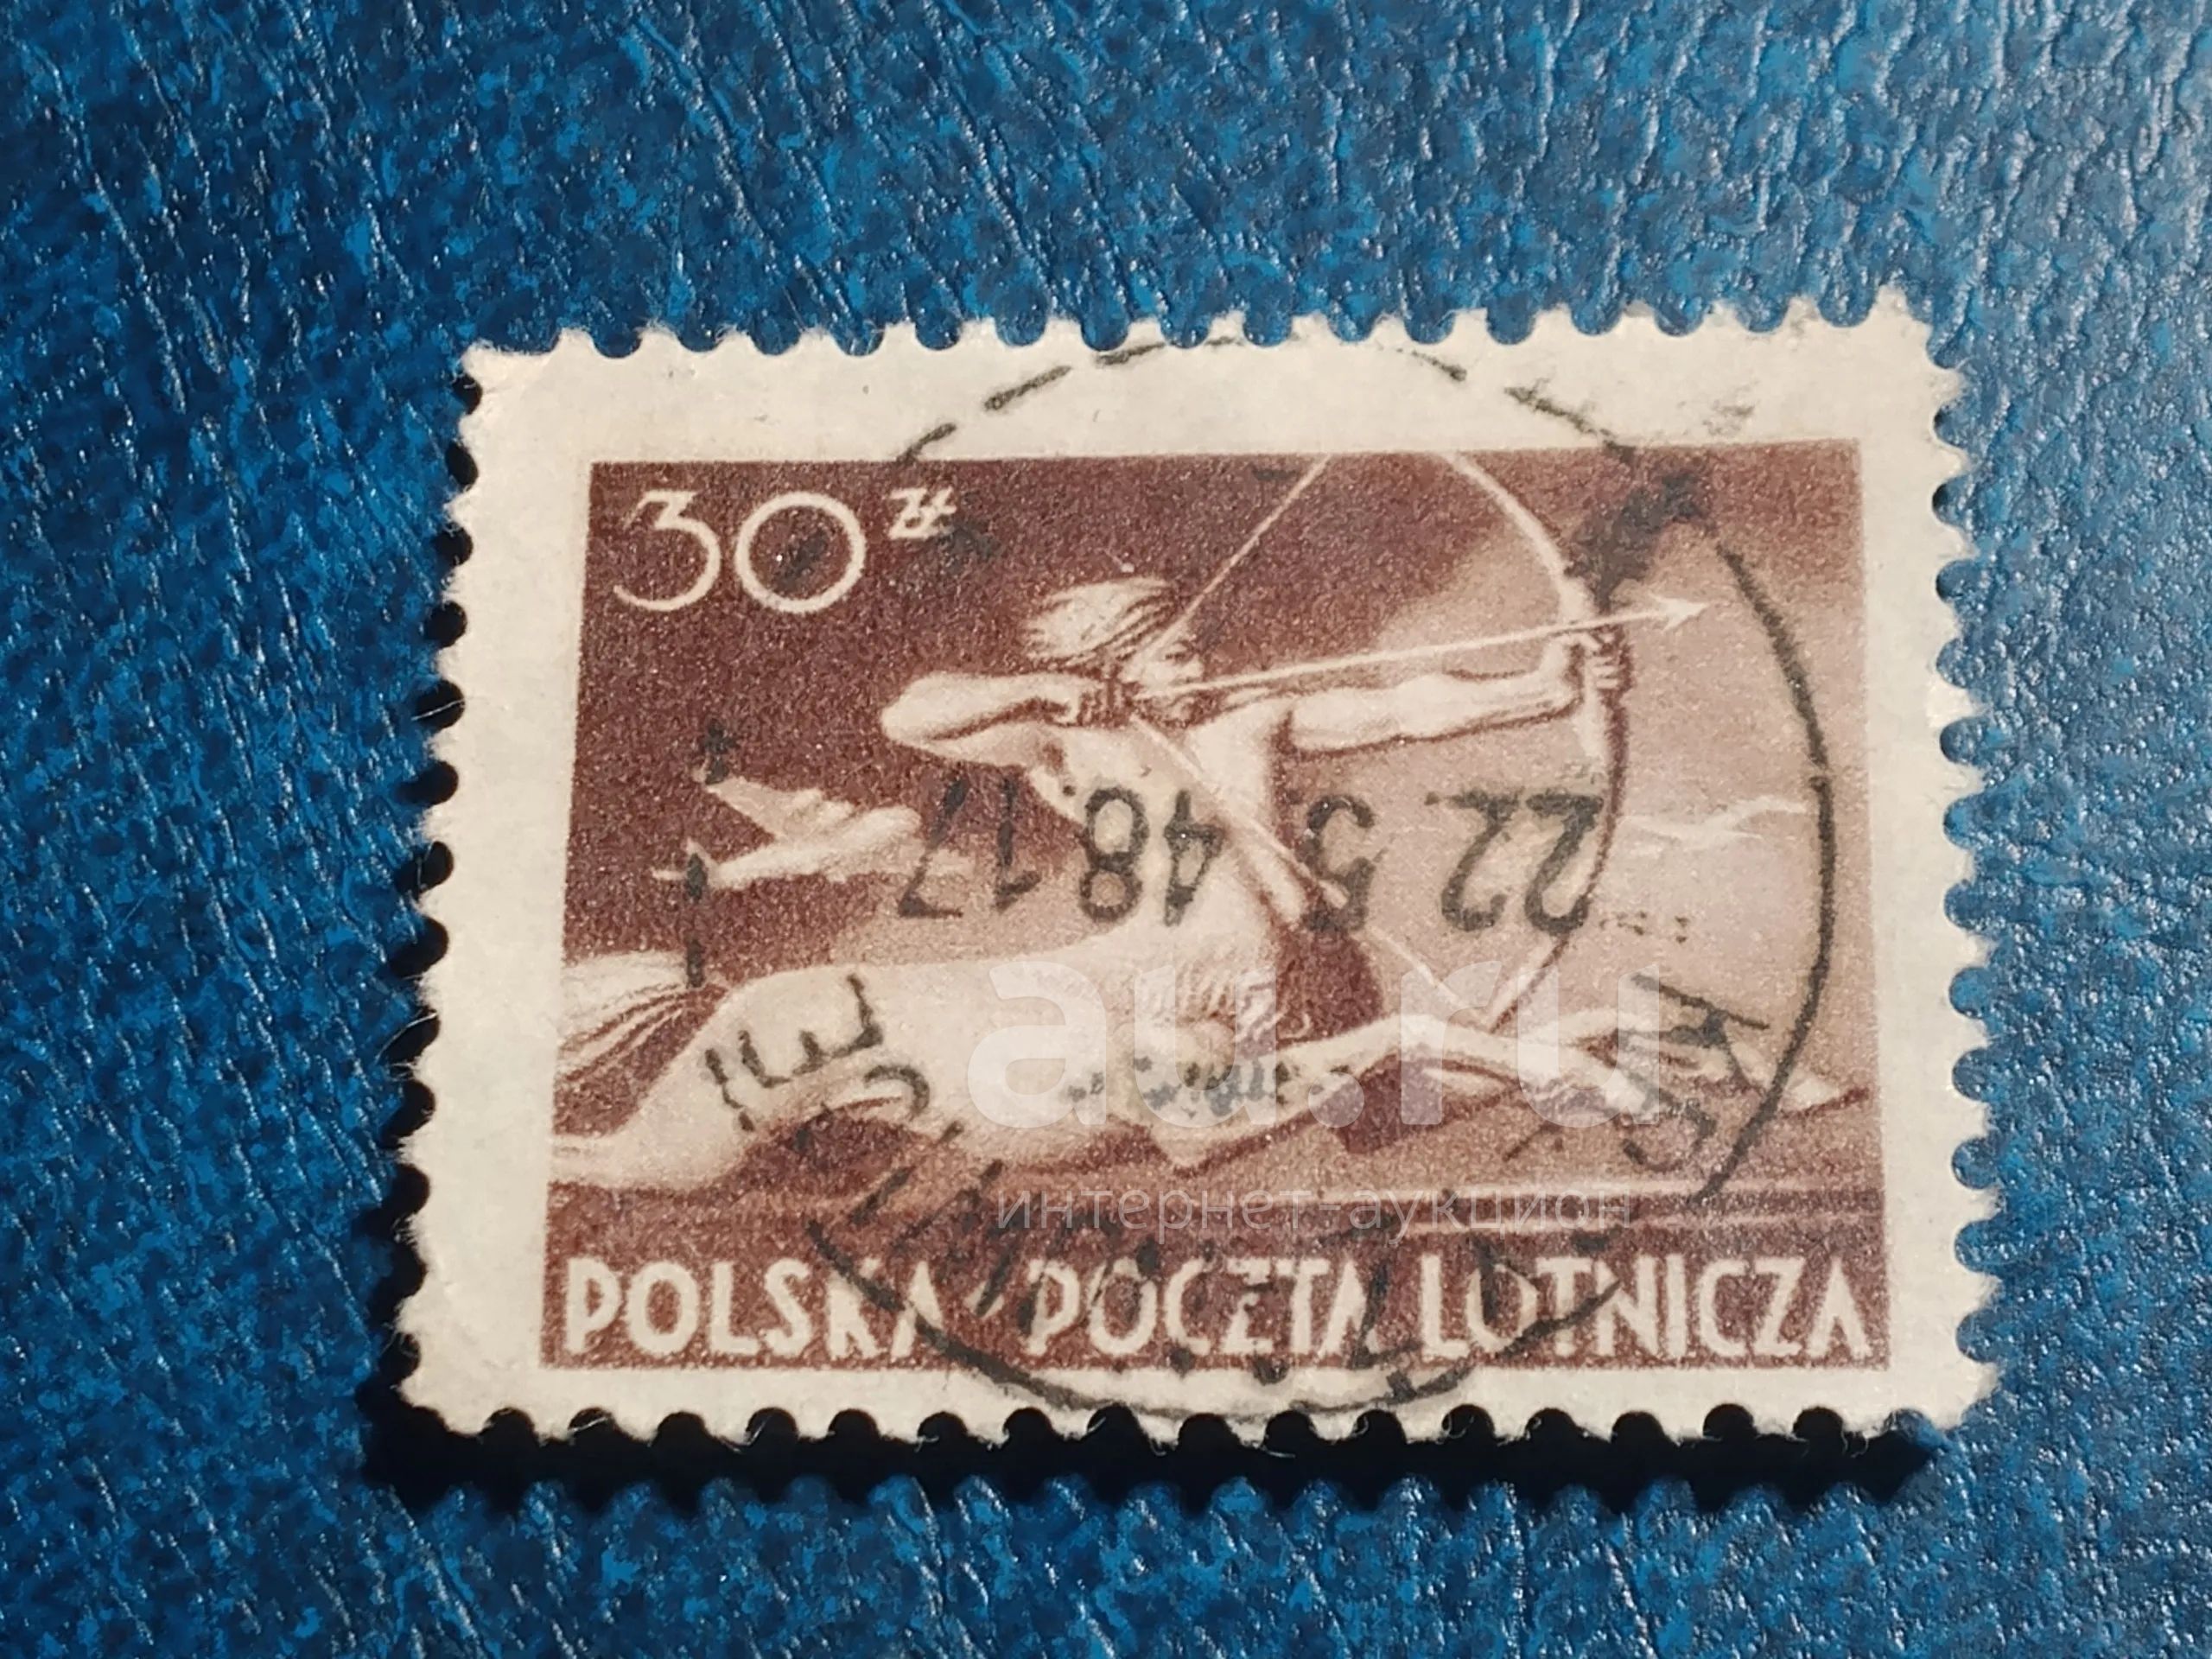 30 zł
22.5.48.17
au.ru
интернет-аукцион
POLSKA · POCZTA LOTNICZA